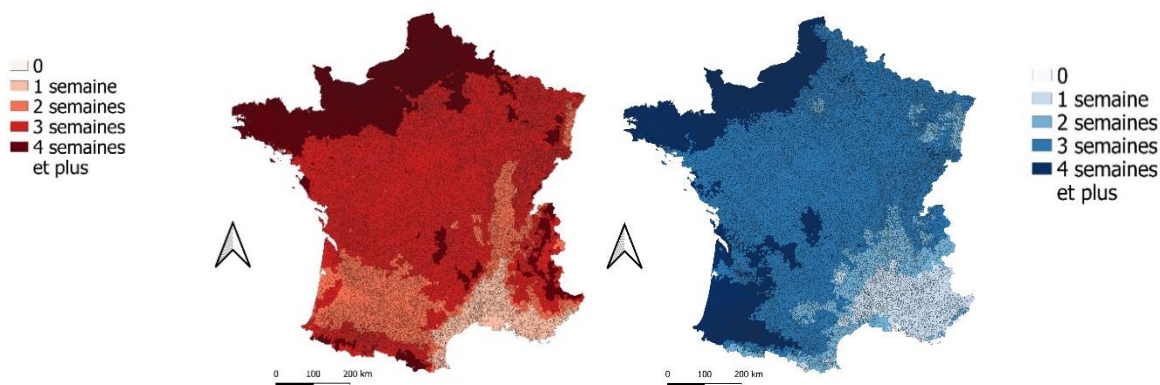 0
1 semaine
2 semaines
3 semaines
4 semaines
et plus
0 100 200 km
0 100 200 km
0
1 semaine
2 semaines
3 semaines
4 semaines
et plus